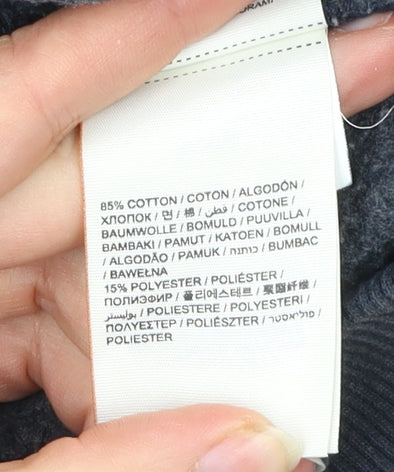 85% COTTON / COTON / ALGODÓN /
ХЛОПОК / 면 / 棉 / قطن / COTONE /
BAUMWOLLE / BOMULD / PUUVILLA /
BAMBAKI / PAMUT / KATOEN / BOMULL
/ ALGODÃO / PAMUK / כותנה / BUMBAC
/ BAWEŁNA
15% POLYESTER / POLIÉSTER /
ПОЛИЭФИР / 폴리에스테르 / 聚酯纤维 /
بوليستر / POLIESTERE / POLYESTERİ /
ΠΟΛΥΕΣΤΕΡ / POLIÉSZTER / פוליאסטר /
POLIESTER